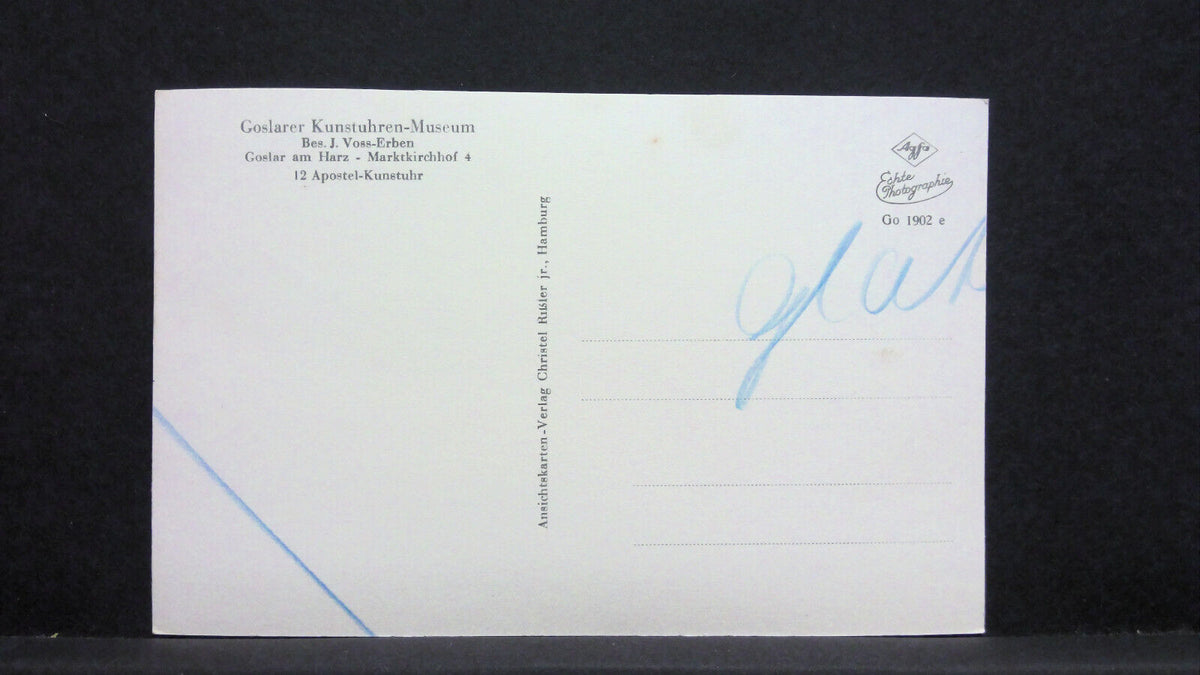 Goslarer Kunstuhren-Museum
Bes. J. Voss-Erben
Goslar am Harz - Marktkirchhof 4
12 Apostel-Kunstuhr
Ansichtskarten-Verlag Christel Rüßler jr., Hamburg
Agfa
Echte
Photographie
Go 1902 e